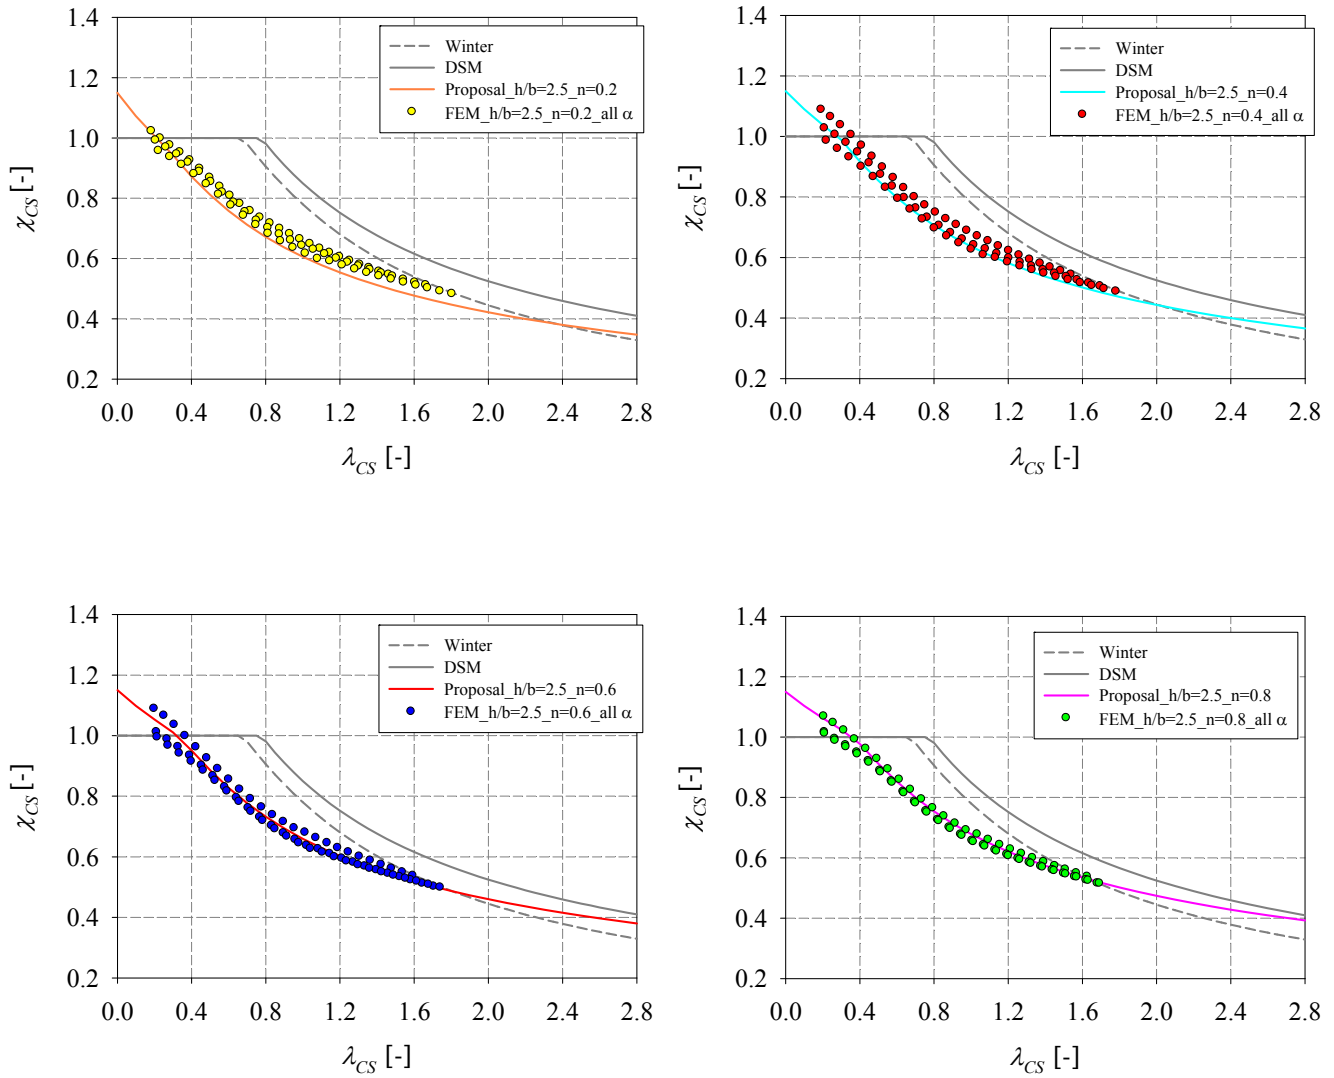 1.4
1.2
1.0
0.8
0.6
0.4
0.2
χCS [-]
0.0 0.4 0.8 1.2 1.6 2.0 2.4 2.8
λCS [-]
Winter
DSM
Proposal_h/b=2.5_n=0.2
FEM_h/b=2.5_n=0.2_all α
1.4
1.2
1.0
0.8
0.6
0.4
0.2
χCS [-]
0.0 0.4 0.8 1.2 1.6 2.0 2.4 2.8
λCS [-]
Winter
DSM
Proposal_h/b=2.5_n=0.4
FEM_h/b=2.5_n=0.4_all α
1.4
1.2
1.0
0.8
0.6
0.4
0.2
χCS [-]
0.0 0.4 0.8 1.2 1.6 2.0 2.4 2.8
λCS [-]
Winter
DSM
Proposal_h/b=2.5_n=0.6
FEM_h/b=2.5_n=0.6_all α
1.4
1.2
1.0
0.8
0.6
0.4
0.2
χCS [-]
0.0 0.4 0.8 1.2 1.6 2.0 2.4 2.8
λCS [-]
Winter
DSM
Proposal_h/b=2.5_n=0.8
FEM_h/b=2.5_n=0.8_all α